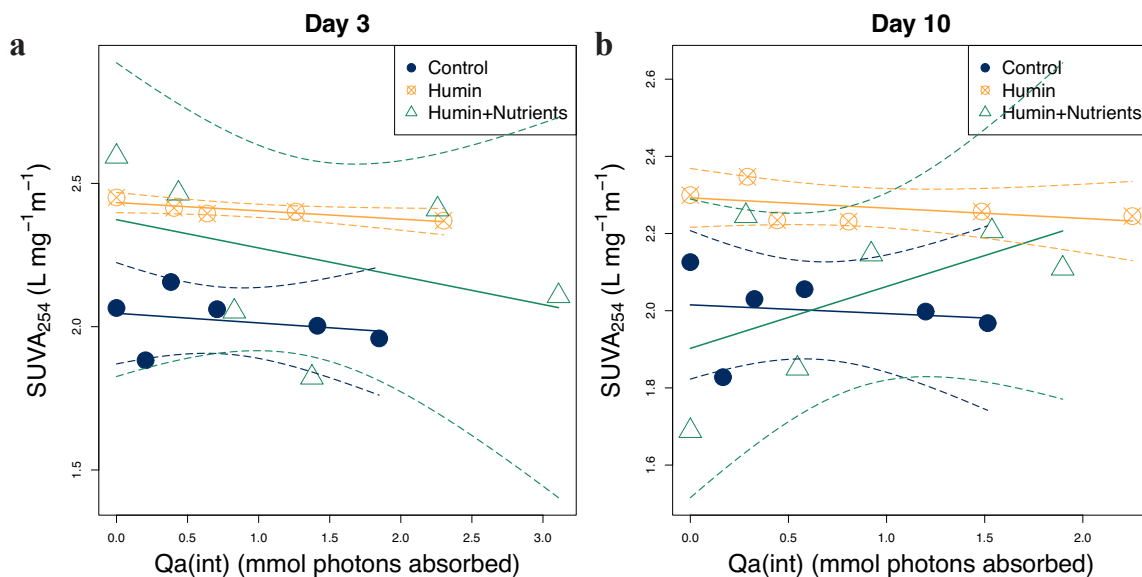 a
Day 3
Control
Humin
Humin+Nutrients
SUVA254 (L mg⁻¹m⁻¹)
2.5
2.0
1.5
0.0 0.5 1.0 1.5 2.0 2.5 3.0
Qa(int) (mmol photons absorbed)
b
Day 10
Control
Humin
Humin+Nutrients
SUVA254 (L mg⁻¹m⁻¹)
2.6
2.4
2.2
2.0
1.8
1.6
0.0 0.5 1.0 1.5 2.0
Qa(int) (mmol photons absorbed)